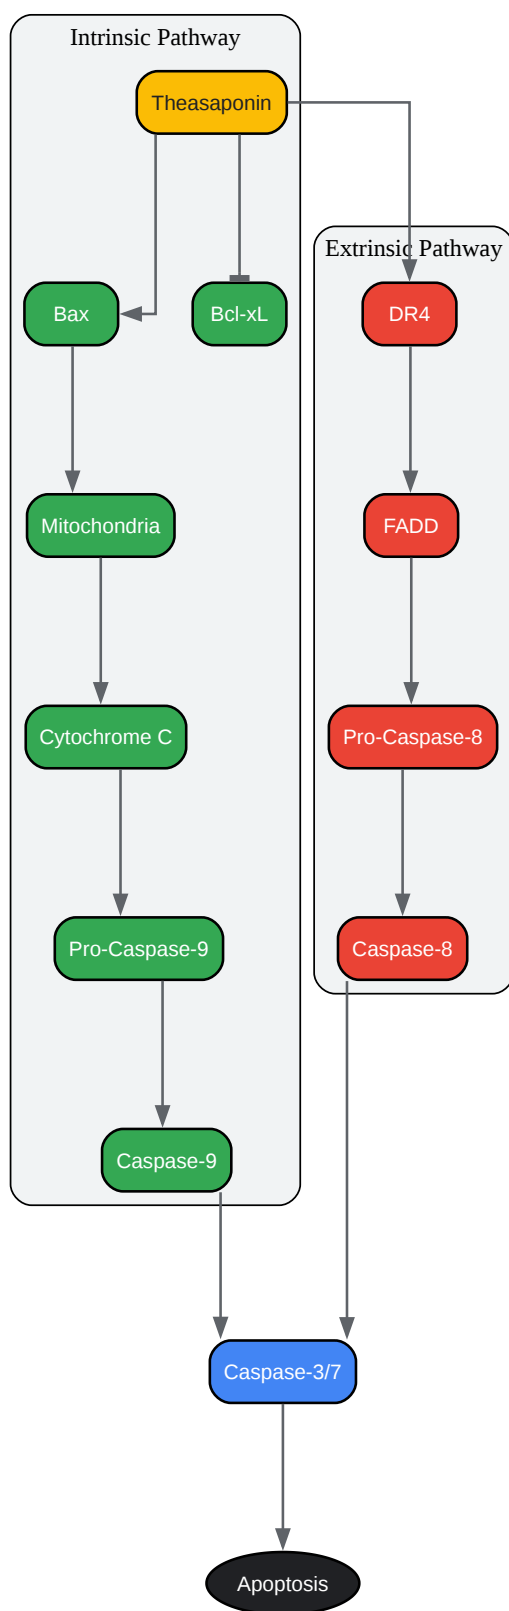 Intrinsic Pathway
Theasaponin
Extrinsic Pathway
Bax
Bcl-xL
DR4
Mitochondria
FADD
Cytochrome C
Pro-Caspase-8
Pro-Caspase-9
Caspase-8
Caspase-9
Caspase-3/7
Apoptosis